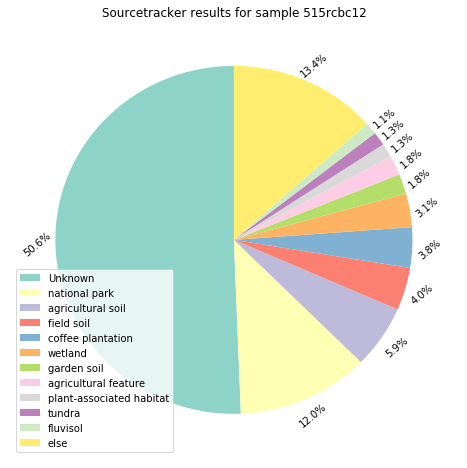 Sourcetracker results for sample 515rcbc12
13.4%
1.1%
1.3%
1.3%
1.8%
1.8%
3.1%
3.8%
4.0%
5.9%
12.0%
50.6%
Unknown
national park
agricultural soil
field soil
coffee plantation
wetland
garden soil
agricultural feature
plant-associated habitat
tundra
fluvisol
else